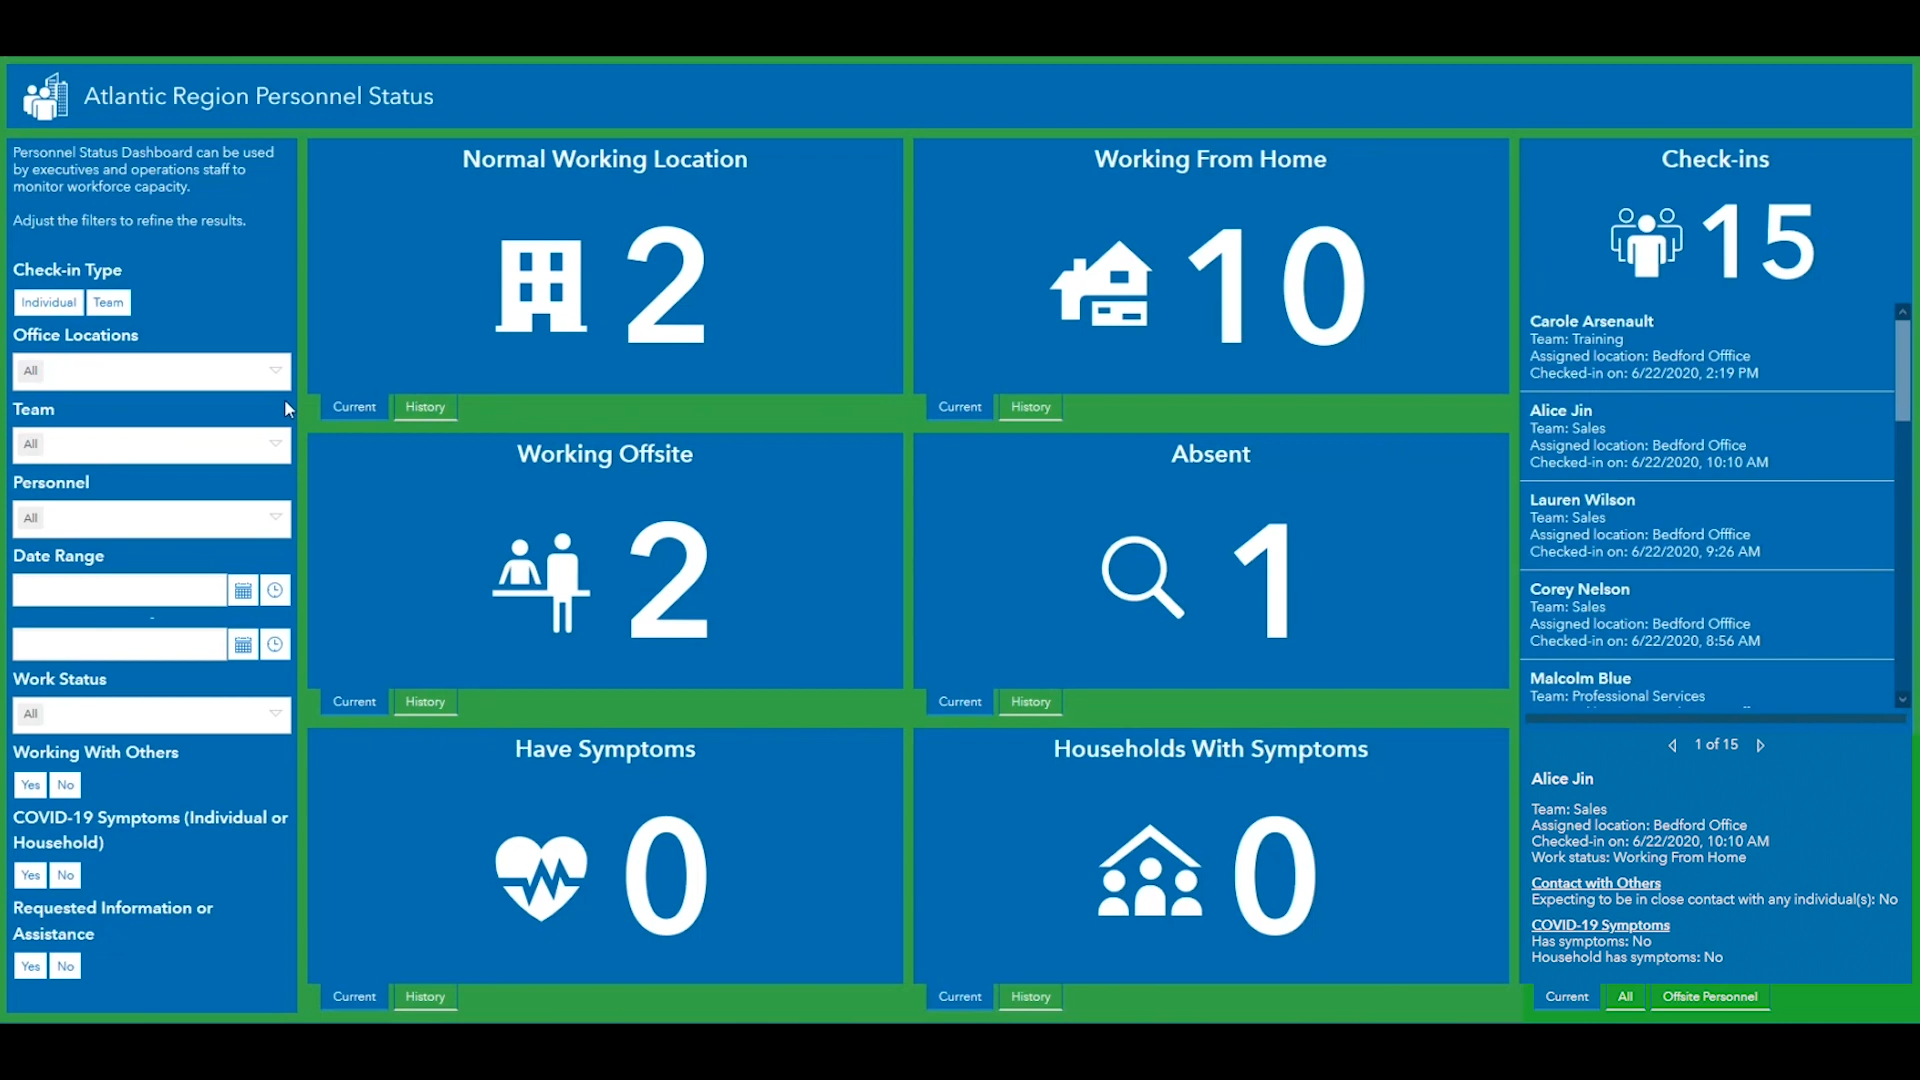 Atlantic Region Personnel Status
Personnel Status Dashboard can be used
by executives and operations staff to
monitor workforce capacity.
Adjust the filters to refine the results.
Check-in Type
Individual Team
Office Locations
All
Team
All
Personnel
All
Date Range
-
Work Status
All
Working With Others
Yes No
COVID-19 Symptoms (Individual or
Household)
Yes No
Requested Information or
Assistance
Yes No
Normal Working Location
2
Current History
Working From Home
10
Current History
Working Offsite
2
Current History
Absent
1
Current History
Have Symptoms
0
Current History
Households With Symptoms
0
Current History
Check-ins
15
Carole Arsenault
Team: Training
Assigned location: Bedford Offfice
Checked-in on: 6/22/2020, 2:19 PM
Alice Jin
Team: Sales
Assigned location: Bedford Office
Checked-in on: 6/22/2020, 10:10 AM
Lauren Wilson
Team: Sales
Assigned location: Bedford Offfice
Checked-in on: 6/22/2020, 9:26 AM
Corey Nelson
Team: Sales
Assigned location: Bedford Offfice
Checked-in on: 6/22/2020, 8:56 AM
Malcolm Blue
Team: Professional Services
1 of 15
Alice Jin
Team: Sales
Assigned location: Bedford Office
Checked-in on: 6/22/2020, 10:10 AM
Work status: Working From Home
Contact with Others
Expecting to be in close contact with any individual(s): No
COVID-19 Symptoms
Has symptoms: No
Household has symptoms: No
Current All Offsite Personnel